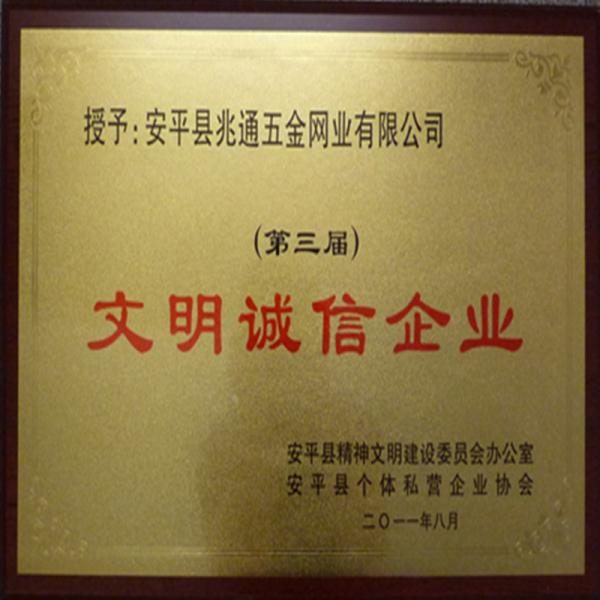 授予:安平县兆通五金网业有限公司
(第三届)
文明诚信企业
安平县精神文明建设委员会办公室
安平县个体私营企业协会
二〇一一年八月